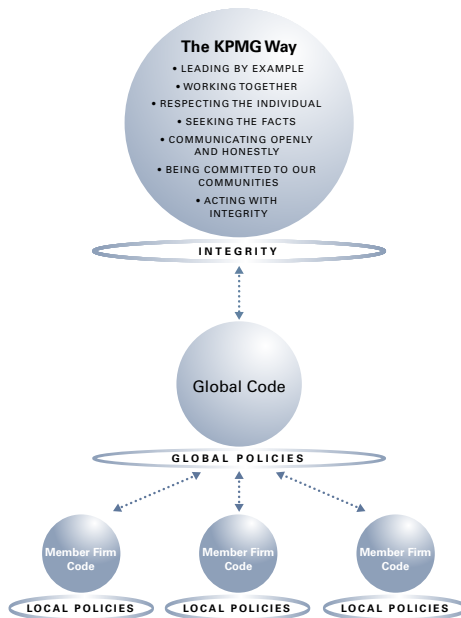 The KPMG Way
• LEADING BY EXAMPLE
• WORKING TOGETHER
• RESPECTING THE INDIVIDUAL
• SEEKING THE FACTS
• COMMUNICATING OPENLY
AND HONESTLY
• BEING COMMITTED TO OUR
COMMUNITIES
• ACTING WITH
INTEGRITY
INTEGRITY
Global Code
GLOBAL POLICIES
Member Firm
Code
LOCAL POLICIES
Member Firm
Code
LOCAL POLICIES
Member Firm
Code
LOCAL POLICIES